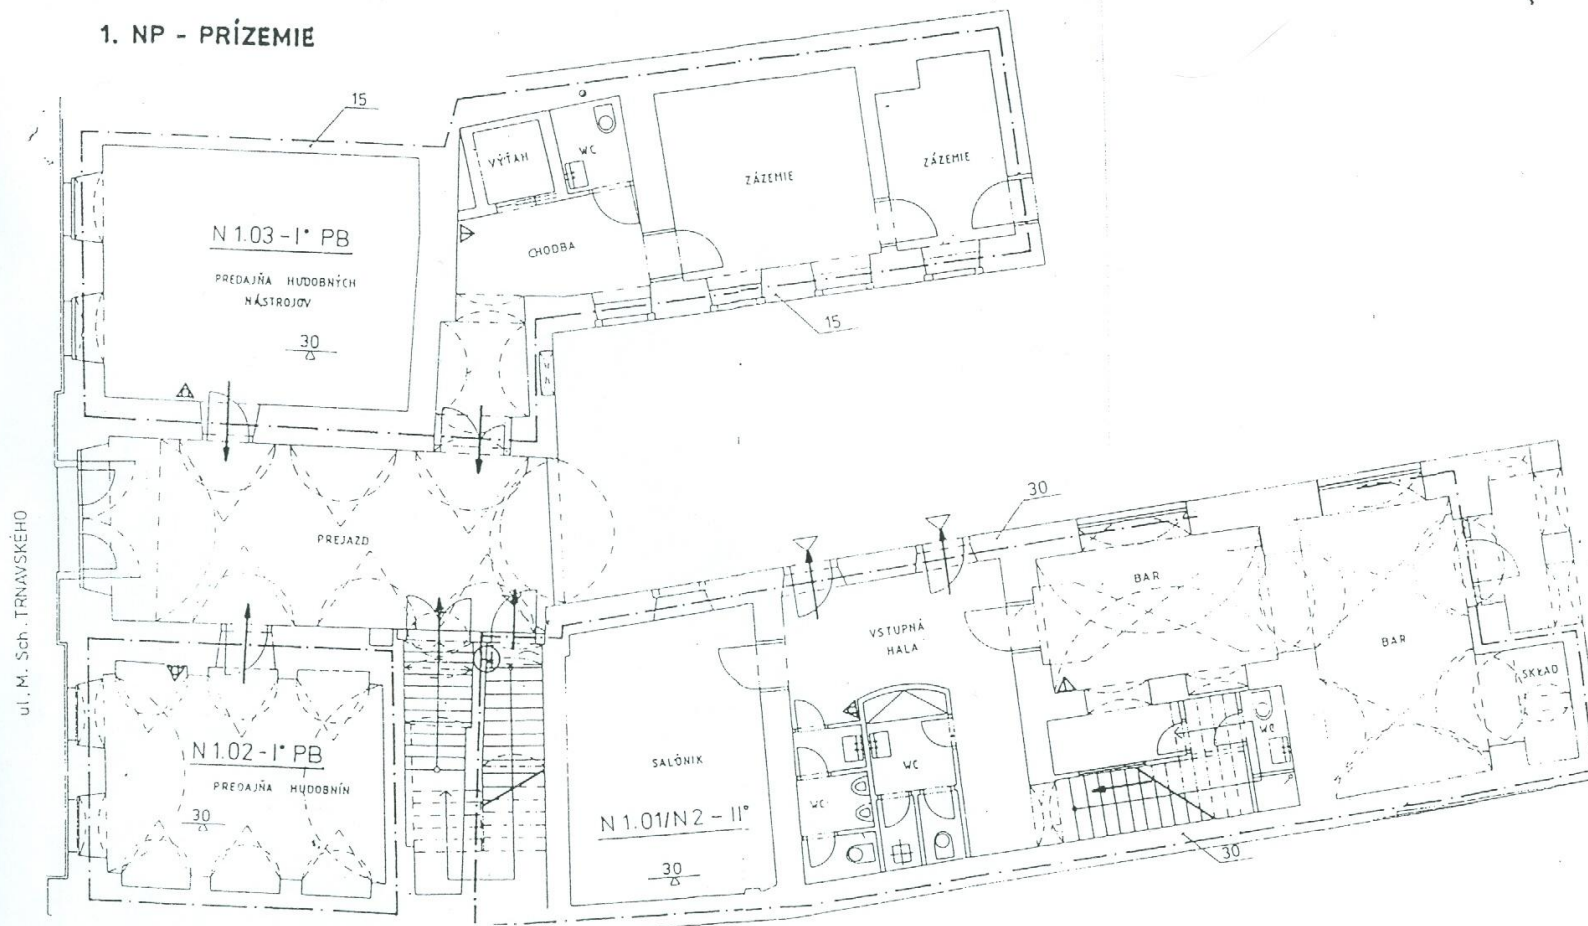 1. NP - PRÍZEMIE
15
VÝŤAH
WC
ZÁZEMIE
ZÁZEMIE
N 1.03 - I° PB
PREDAJŇA HUDOBNÝCH
NÁSTROJOV
30
CHODBA
15
PREJAZD
30
ul. M. Sch. TRNAVSKÉHO
BAR
VSTUPNÁ
HALA
BAR
SKLAD
N 1.02 - I° PB
PREDAJŇA HUDOBNÍN
30
SALÓNIK
WC
WC
WC
N 1.01/N 2 - II°
30
30